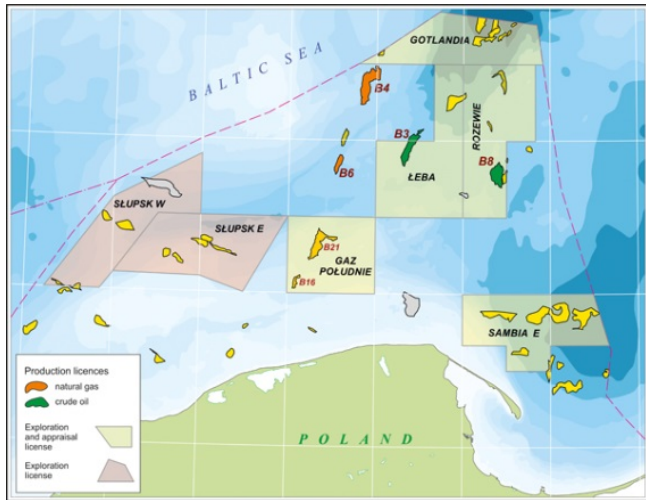 GOTLANDIA
BALTIC SEA
B4
B3
ROZEWIE
B6
B8
ŁEBA
SŁUPSK W
SŁUPSK E
B21
GAZ
POŁUDNIE
B16
SAMBIA E
Production licences
natural gas
crude oil
Exploration
and appraisal
license
Exploration
license
POLAND